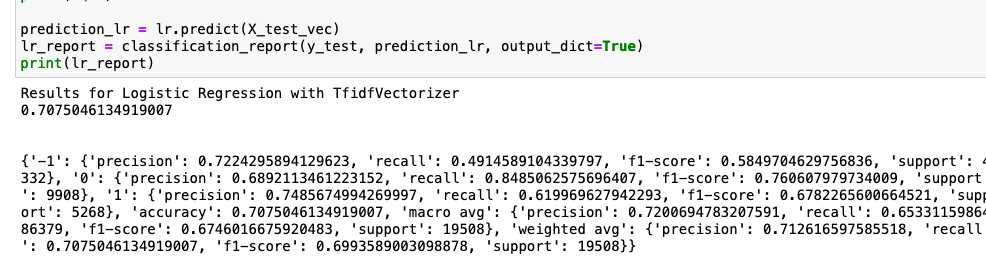 prediction_lr = lr.predict(X_test_vec)
lr_report = classification_report(y_test, prediction_lr, output_dict=True)
print(lr_report)
Results for Logistic Regression with TfidfVectorizer
0.7075046134919007
{'-1': {'precision': 0.7224295894129623, 'recall': 0.4914589104339797, 'f1-score': 0.5849704629756836, 'support': 4
332}, '0': {'precision': 0.6892113461223152, 'recall': 0.8485062575696407, 'f1-score': 0.760607979734009, 'support
': 9908}, '1': {'precision': 0.7485674994269997, 'recall': 0.619969627942293, 'f1-score': 0.6782265600664521, 'supp
ort': 5268}, 'accuracy': 0.7075046134919007, 'macro avg': {'precision': 0.7200694783207591, 'recall': 0.65331159864
86379, 'f1-score': 0.6746016675920483, 'support': 19508}, 'weighted avg': {'precision': 0.712616597585518, 'recall
': 0.7075046134919007, 'f1-score': 0.6993589003098878, 'support': 19508}}